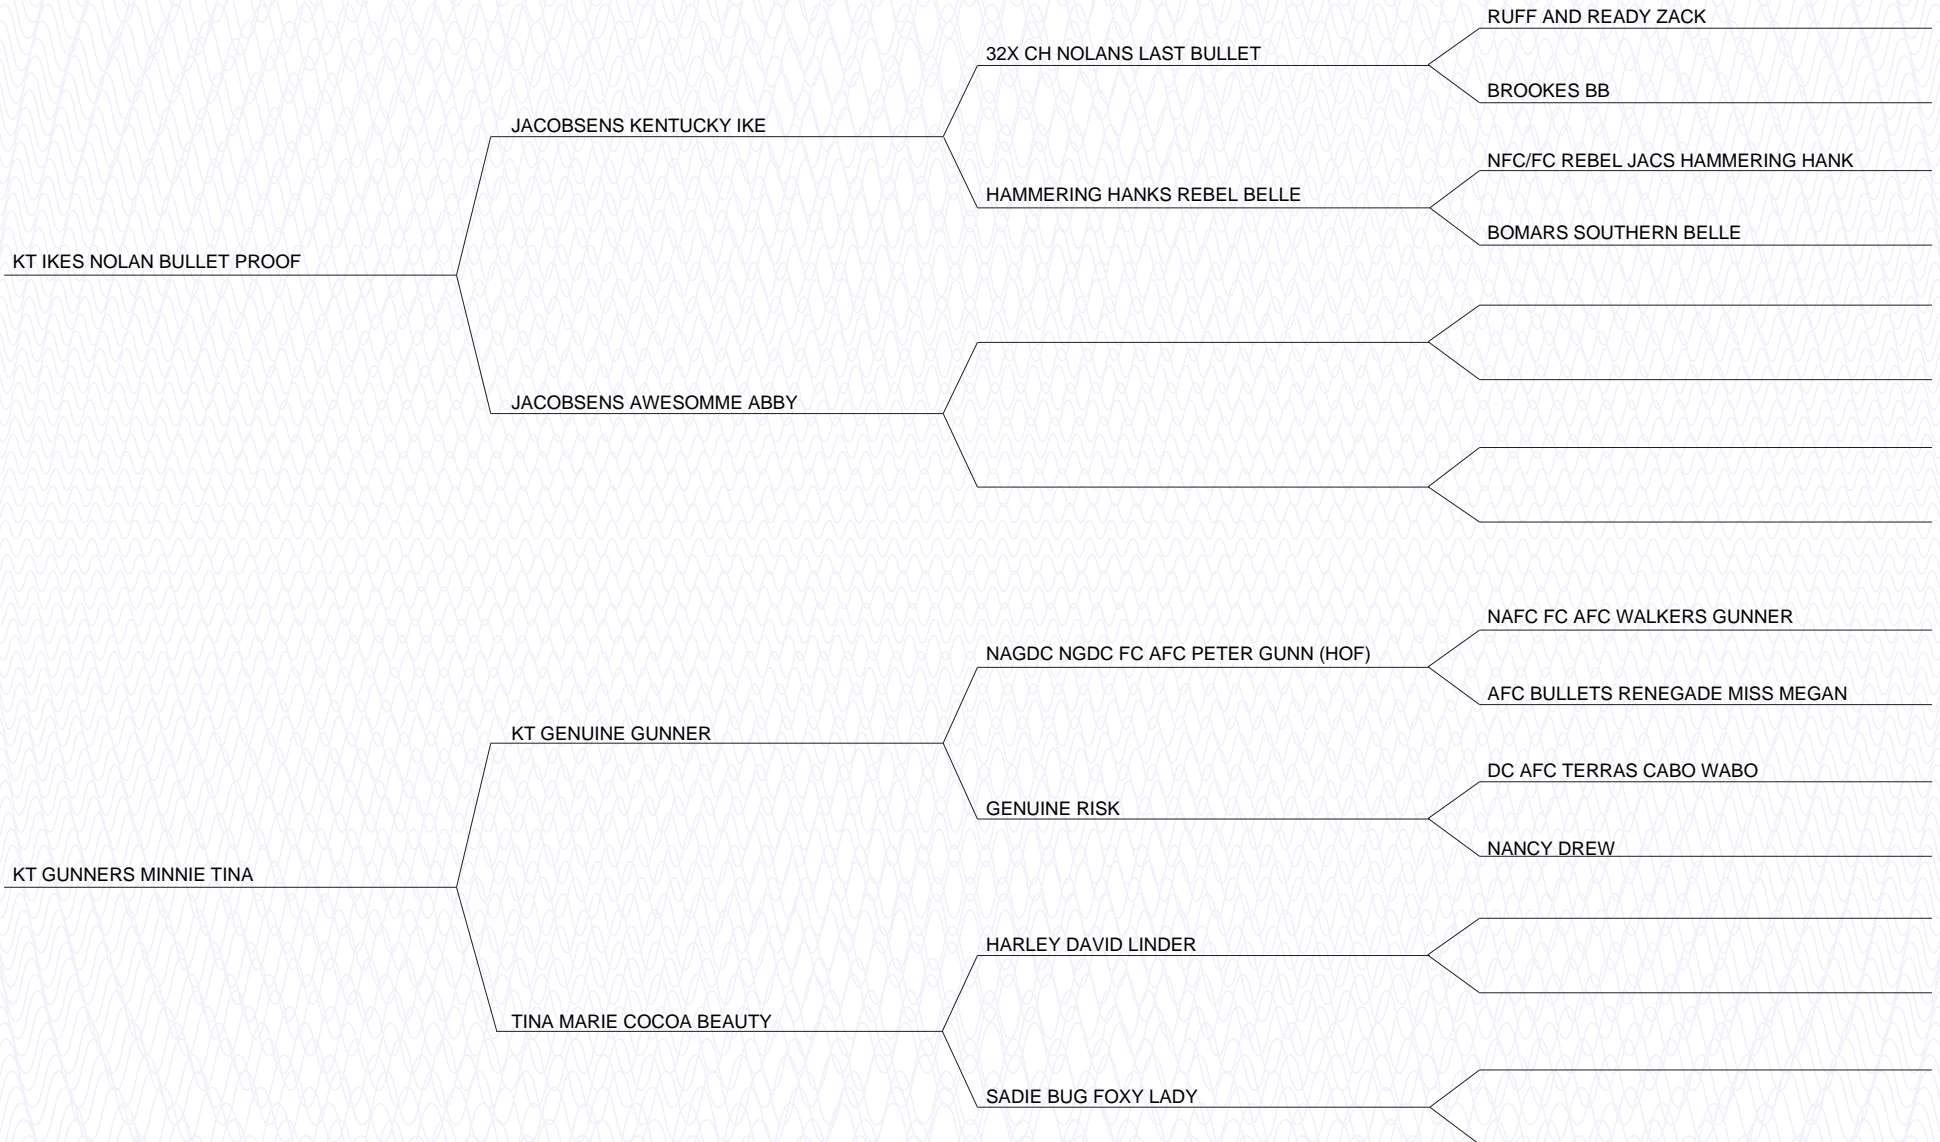 RUFF AND READY ZACK
32X CH NOLANS LAST BULLET
BROOKES BB
JACOBSENS KENTUCKY IKE
NFC/FC REBEL JACS HAMMERING HANK
HAMMERING HANKS REBEL BELLE
BOMARS SOUTHERN BELLE
KT IKES NOLAN BULLET PROOF
JACOBSENS AWESOMME ABBY
NAFC FC AFC WALKERS GUNNER
NAGDC NGDC FC AFC PETER GUNN (HOF)
AFC BULLETS RENEGADE MISS MEGAN
KT GENUINE GUNNER
DC AFC TERRAS CABO WABO
GENUINE RISK
NANCY DREW
KT GUNNERS MINNIE TINA
HARLEY DAVID LINDER
TINA MARIE COCOA BEAUTY
SADIE BUG FOXY LADY